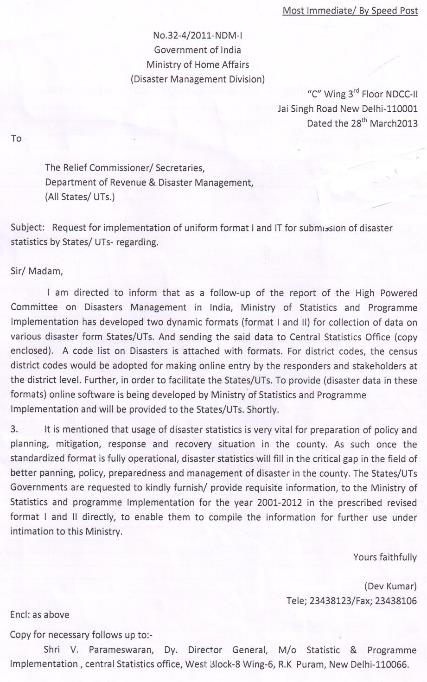 Most Immediate/ By Speed Post
No.32-4/2011-NDM-I
Government of India
Ministry of Home Affairs
(Disaster Management Division)
"C" Wing 3rd Floor NDCC-II
Jai Singh Road New Delhi-110001
Dated the 28th March2013
To
The Relief Commissioner/ Secretaries,
Department of Revenue & Disaster Management,
(All States/ UTs.)
Subject: Request for implementation of uniform format I and IT for submission of disaster
statistics by States/ UTs- regarding.
Sir/ Madam,
I am directed to inform that as a follow-up of the report of the High Powered
Committee on Disasters Management in India, Ministry of Statistics and Programme
Implementation has developed two dynamic formats (format I and II) for collection of data on
various disaster form States/UTs. And sending the said data to Central Statistics Office (copy
enclosed). A code list on Disasters is attached with formats. For district codes, the census
district codes would be adopted for making online entry by the responders and stakeholders at
the district level. Further, in order to facilitate the States/UTs. To provide (disaster data in these
formats) online software is being developed by Ministry of Statistics and Programme
Implementation and will be provided to the States/UTs. Shortly.
3. It is mentioned that usage of disaster statistics is very vital for preparation of policy and
planning, mitigation, response and recovery situation in the county. As such once the
standardized format is fully operational, disaster statistics will fill in the critical gap in the field of
better panning, policy, preparedness and management of disaster in the county. The States/UTs
Governments are requested to kindly furnish/ provide requisite information, to the Ministry of
Statistics and programme Implementation for the year 2001-2012 in the prescribed revised
format I and II directly, to enable them to compile the information for further use under
intimation to this Ministry.
Yours faithfully
(Dev Kumar)
Tele; 23438123/Fax; 23438106
Encl: as above
Copy for necessary follows up to:-
Shri V. Parameswaran, Dy. Director General, M/o Statistic & Programme
Implementation , central Statistics office, West Block-8 Wing-6, R.K Puram, New Delhi-110066.